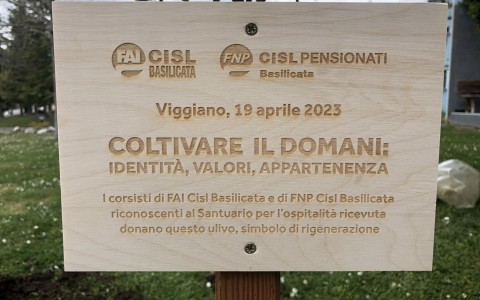 FAI CISL BASILICATA
FNP CISL PENSIONATI Basilicata
Viggiano, 19 aprile 2023
COLTIVARE IL DOMANI:
IDENTITÀ, VALORI, APPARTENENZA
I corsisti di FAI Cisl Basilicata e di FNP Cisl Basilicata
riconoscenti al Santuario per l'ospitalità ricevuta
donano questo ulivo, simbolo di rigenerazione